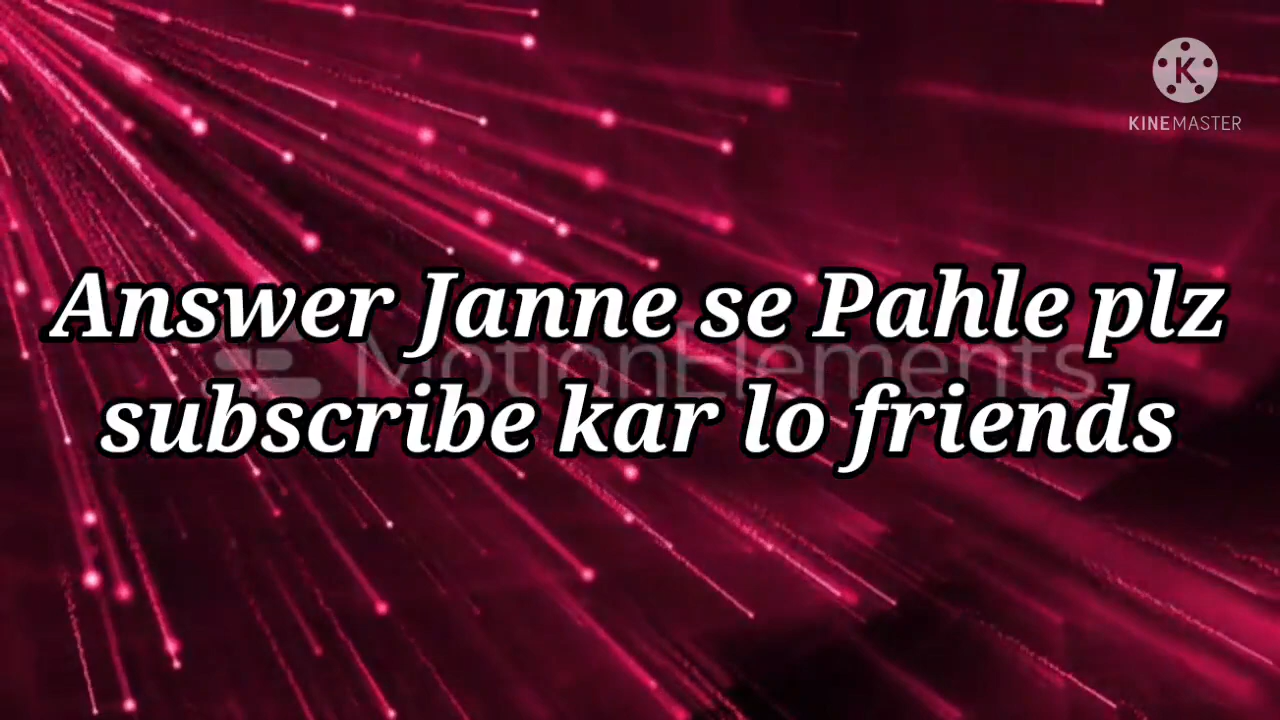 K
KINEMASTER
Answer Janne se Pahle plz
MotionElements
subscribe kar lo friends